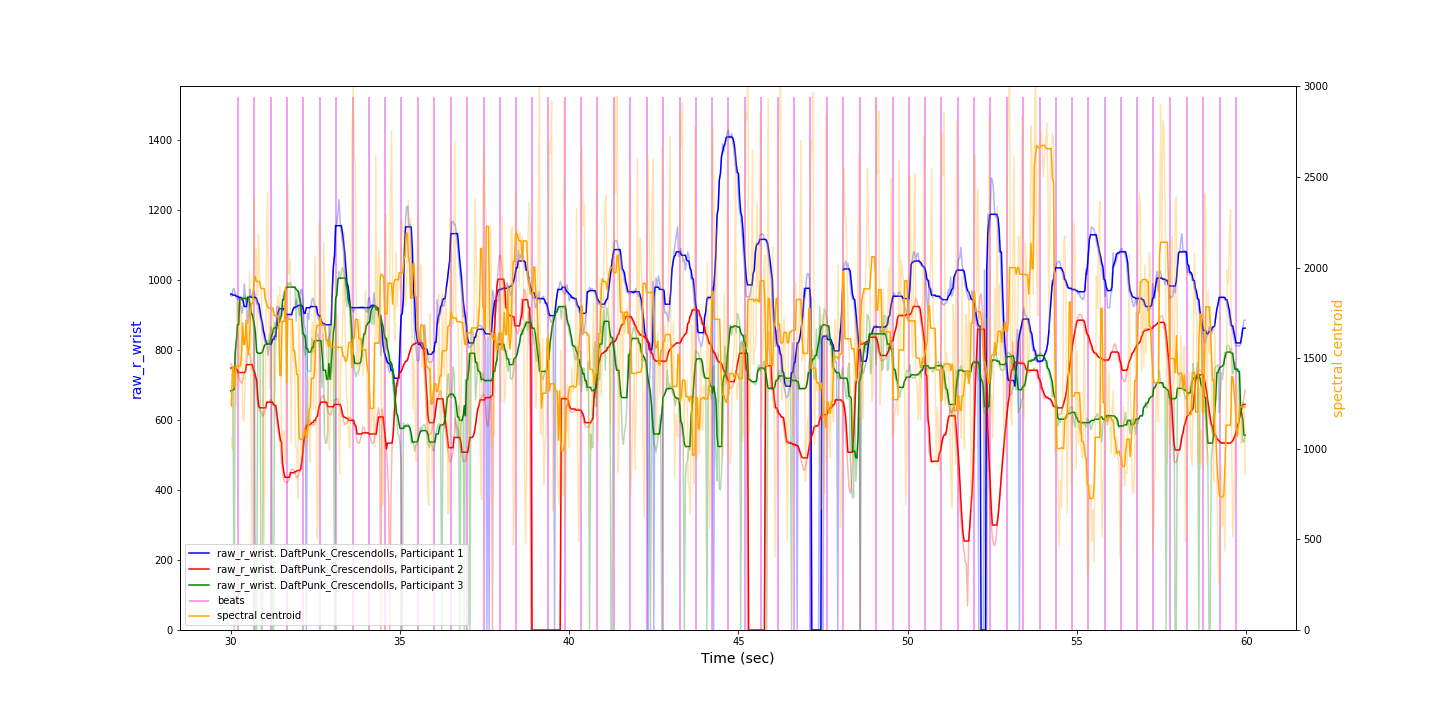 raw_r_wrist
1400
1200
1000
800
600
400
200
0
3000
2500
2000
1500
1000
500
0
spectral centroid
raw_r_wrist. DaftPunk_Crescendolls, Participant 1
raw_r_wrist. DaftPunk_Crescendolls, Participant 2
raw_r_wrist. DaftPunk_Crescendolls, Participant 3
beats
spectral centroid
30 35 40 45 50 55 60
Time (sec)